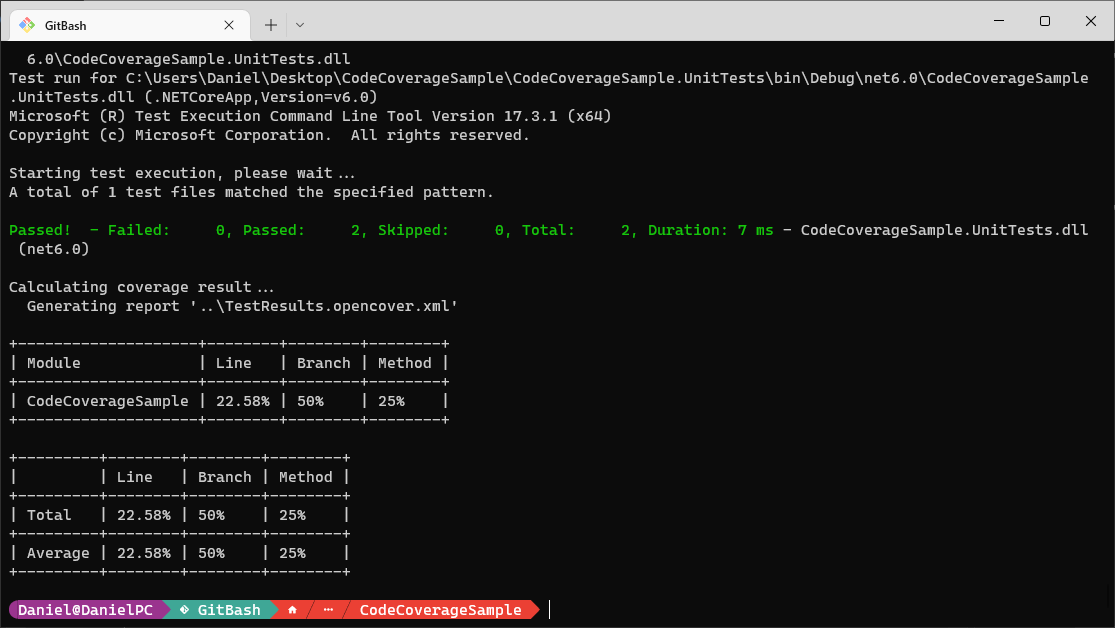 GitBash
6.0\CodeCoverageSample.UnitTests.dll
Test run for C:\Users\Daniel\Desktop\CodeCoverageSample\CodeCoverageSample.UnitTests\bin\Debug\net6.0\CodeCoverageSample
.UnitTests.dll (.NETCoreApp,Version=v6.0)
Microsoft (R) Test Execution Command Line Tool Version 17.3.1 (x64)
Copyright (c) Microsoft Corporation.  All rights reserved.
Starting test execution, please wait...
A total of 1 test files matched the specified pattern.
Passed!  - Failed:     0, Passed:     2, Skipped:     0, Total:     2, Duration: 7 ms - CodeCoverageSample.UnitTests.dll
(net6.0)
Calculating coverage result...
Generating report '..\TestResults.opencover.xml'
+--------------------+--------+--------+--------+
| Module             | Line   | Branch | Method |
+--------------------+--------+--------+--------+
| CodeCoverageSample | 22.58% | 50%    | 25%    |
+--------------------+--------+--------+--------+
+---------+--------+--------+--------+
|         | Line   | Branch | Method |
+---------+--------+--------+--------+
| Total   | 22.58% | 50%    | 25%    |
+---------+--------+--------+--------+
| Average | 22.58% | 50%    | 25%    |
+---------+--------+--------+--------+
Daniel@DanielPC GitBash ... CodeCoverageSample